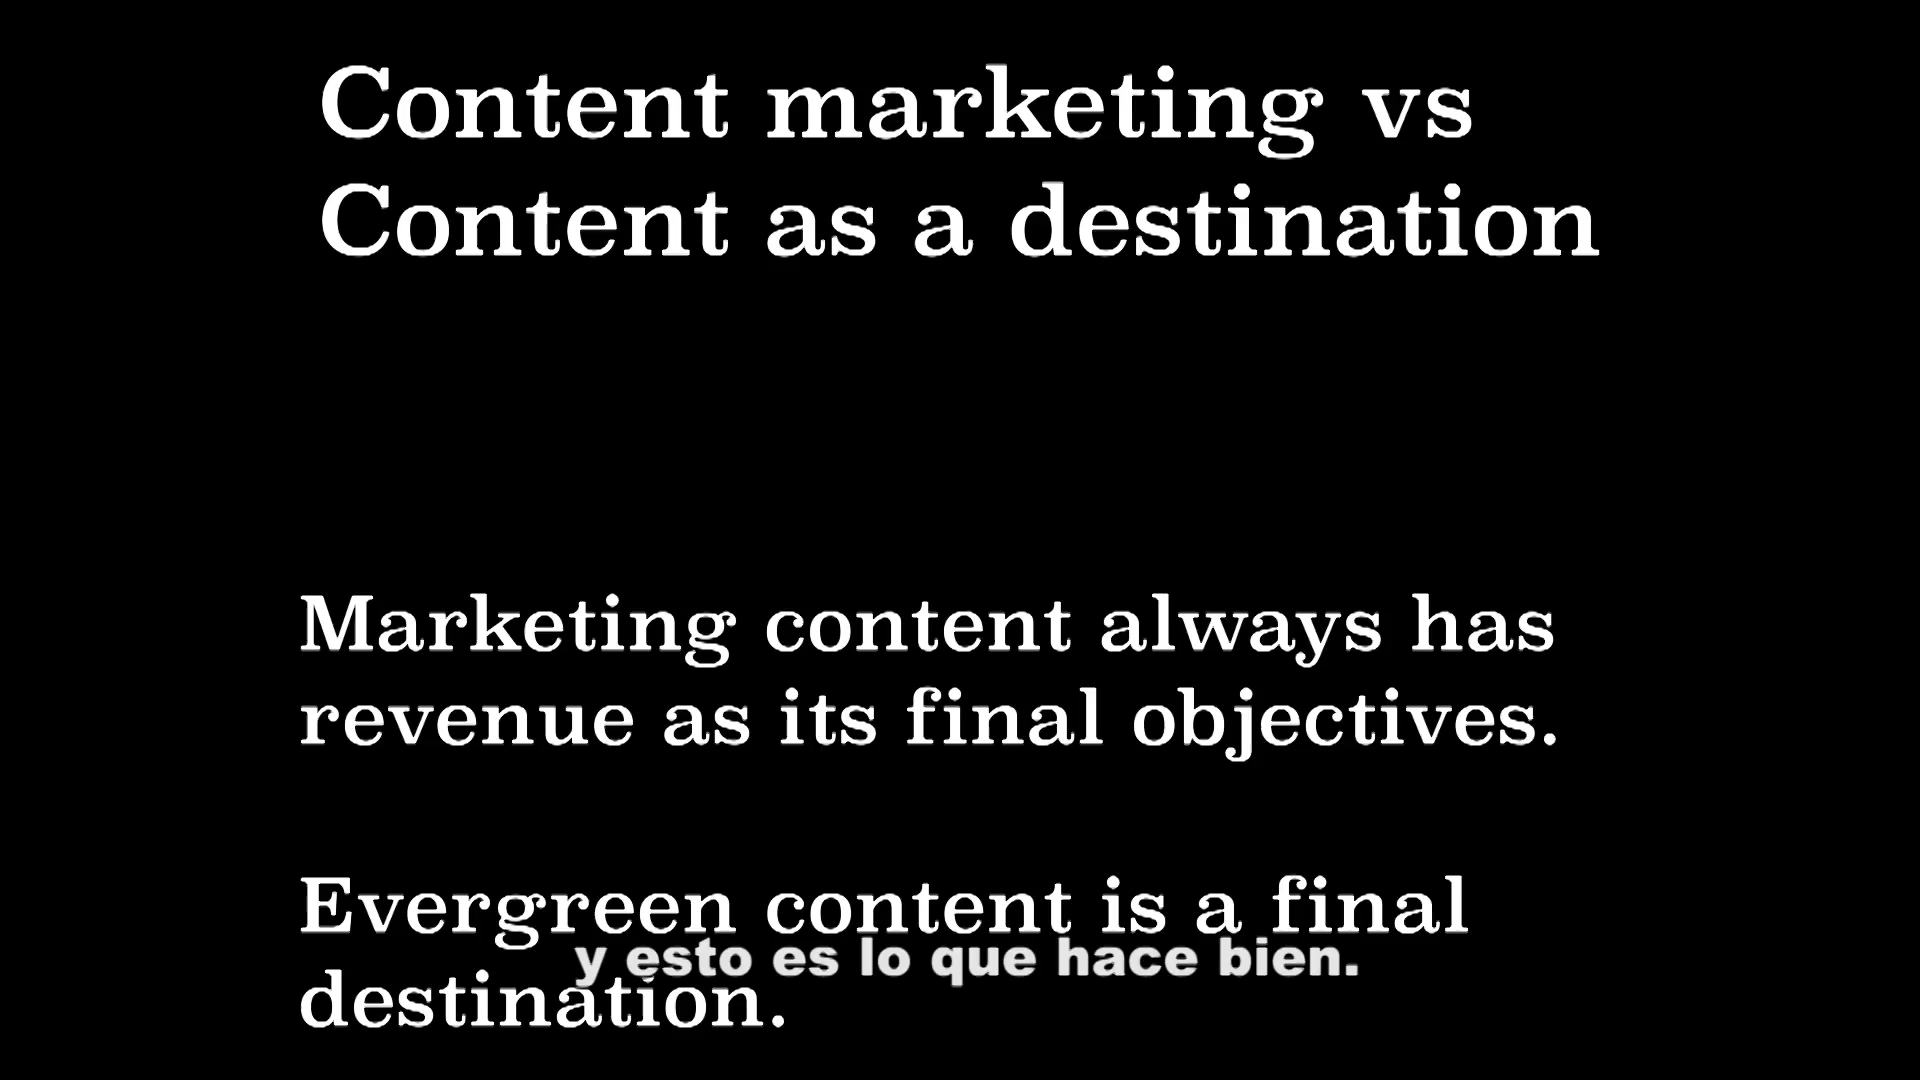 Content marketing vs
Content as a destination
Marketing content always has
revenue as its final objectives.
Evergreen content is a final
y esto es lo que hace bien.
destination.